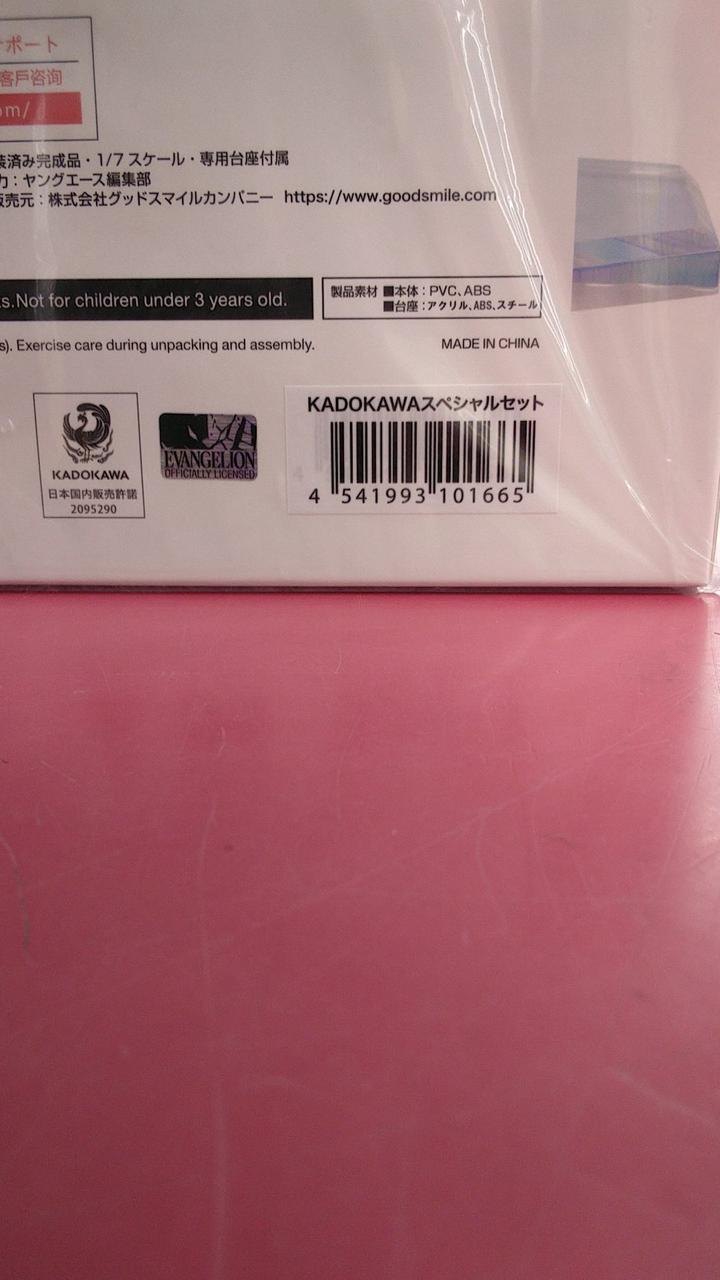 サポート
客戶咨询
om/
装済み完成品・1/7 スケール・専用台座付属
力：ヤングエース編集部
販売元：株式会社グッドスマイルカンパニー https://www.goodsmile.com
s.Not for children under 3 years old.
製品素材 ■本体：PVC、ABS
■台座：アクリル、ABS、スチール
s). Exercise care during unpacking and assembly.
MADE IN CHINA
KADOKAWA
日本国内販売許諾
2095290
EVANGELION
OFFICIALLY LICENSED
KADOKAWAスペシャルセット
4 541993 101665